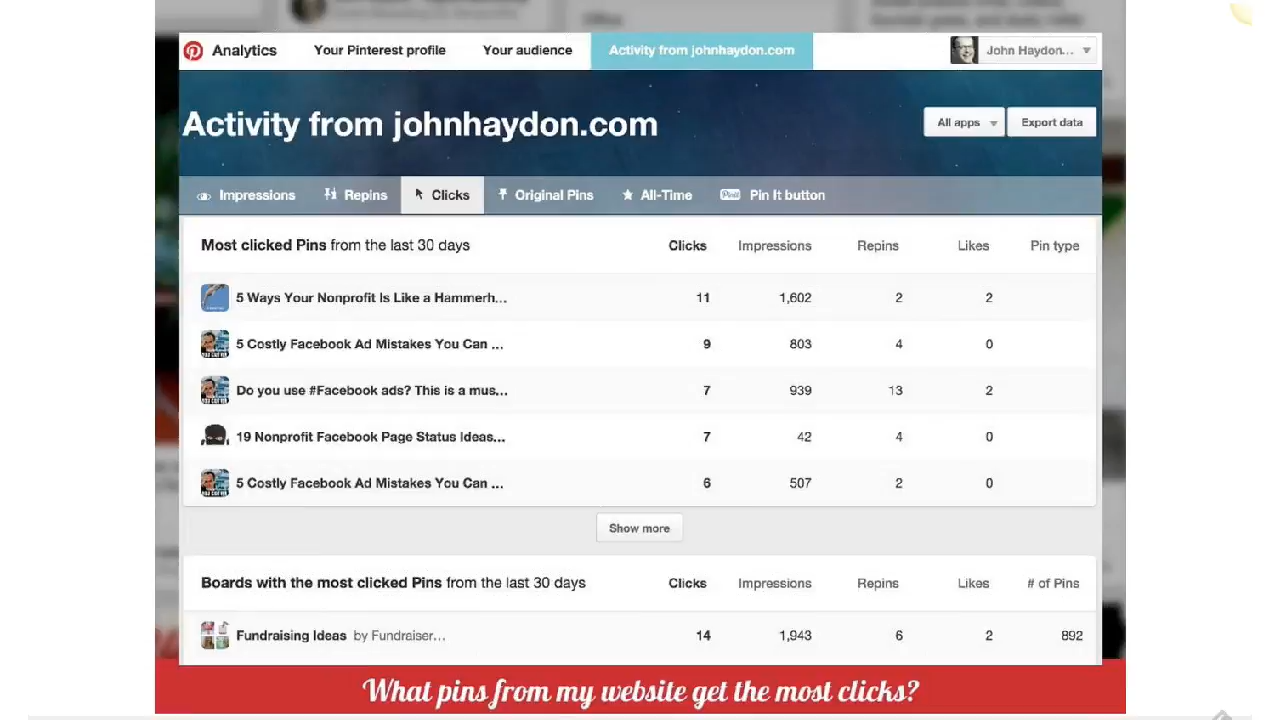 Analytics Your Pinterest profile Your audience Activity from johnhaydon.com John Haydon...
Activity from johnhaydon.com
All apps Export data
Impressions Repins Clicks Original Pins All-Time Pin It button
Most clicked Pins from the last 30 days Clicks Impressions Repins Likes Pin type
5 Ways Your Nonprofit Is Like a Hammerh... 11 1,602 2 2
5 Costly Facebook Ad Mistakes You Can ... 9 803 4 0
Do you use #Facebook ads? This is a mus... 7 939 13 2
19 Nonprofit Facebook Page Status Ideas... 7 42 4 0
5 Costly Facebook Ad Mistakes You Can ... 6 507 2 0
Show more
Boards with the most clicked Pins from the last 30 days Clicks Impressions Repins Likes # of Pins
Fundraising Ideas by Fundraiser... 14 1,943 6 2 892
What pins from my website get the most clicks?